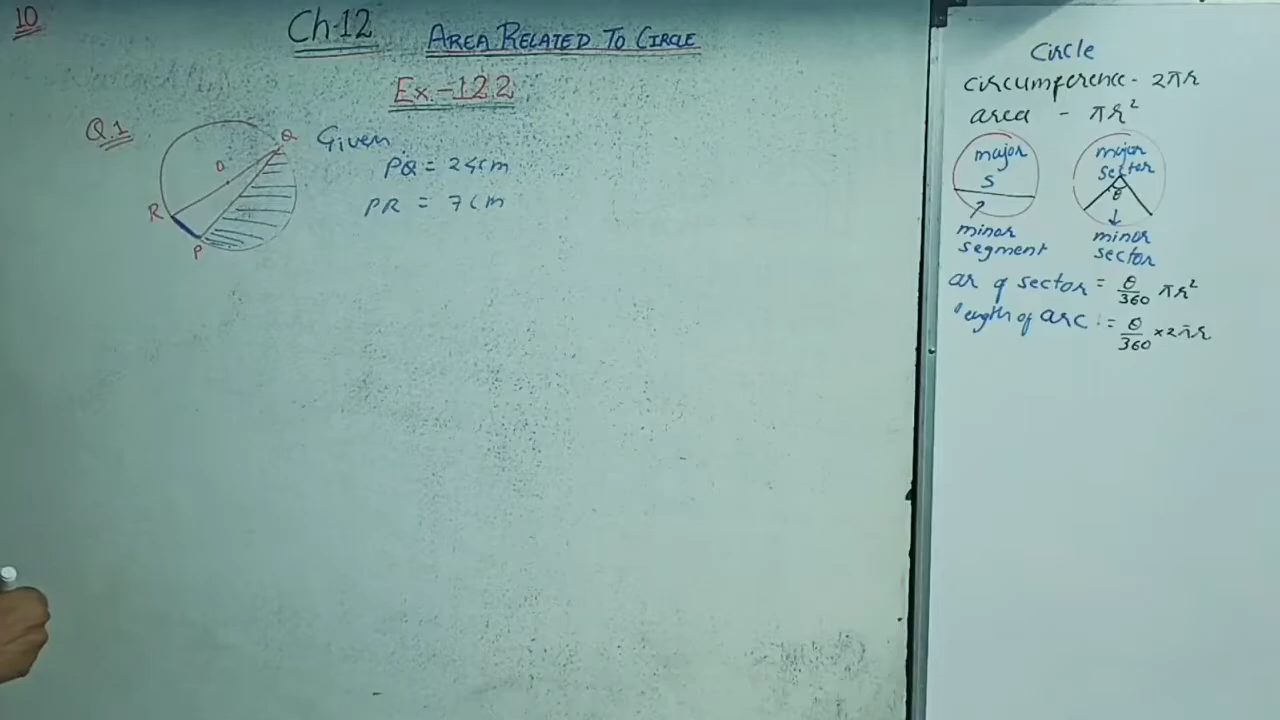 10
Ch-12 AREA RELATED TO CIRCLE
Ex.-12.2
Q.1
Q
O
R
P
Given
PQ = 24cm
PR = 7cm
Circle
circumference - 2πr
area - πr²
major
S
minor
segment
major
sector
θ
minor
sector
ar of sector = θ/360 πr²
length of arc := θ/360 ×2πr